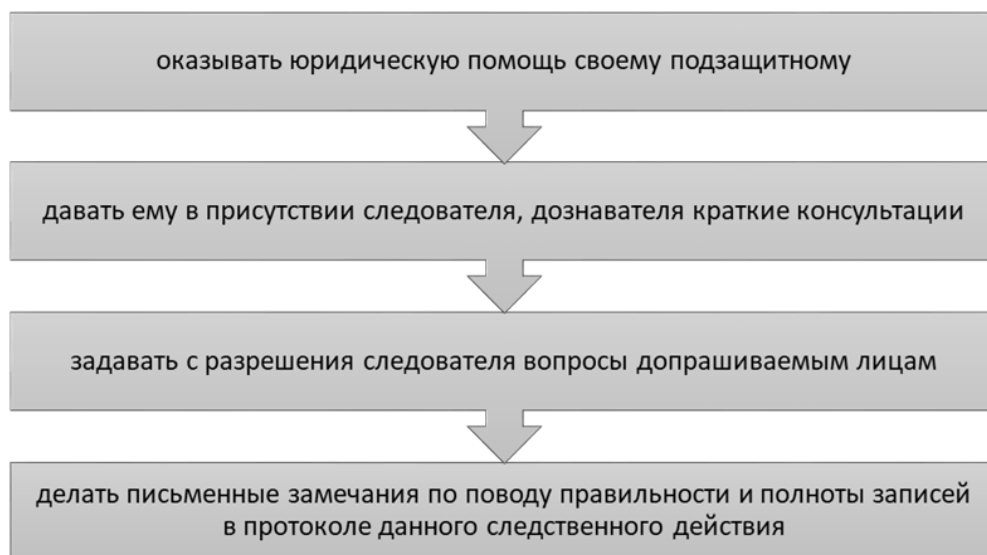 оказывать юридическую помощь своему подзащитному
давать ему в присутствии следователя, дознавателя краткие консультации
задавать с разрешения следователя вопросы допрашиваемым лицам
делать письменные замечания по поводу правильности и полноты записей
в протоколе данного следственного действия